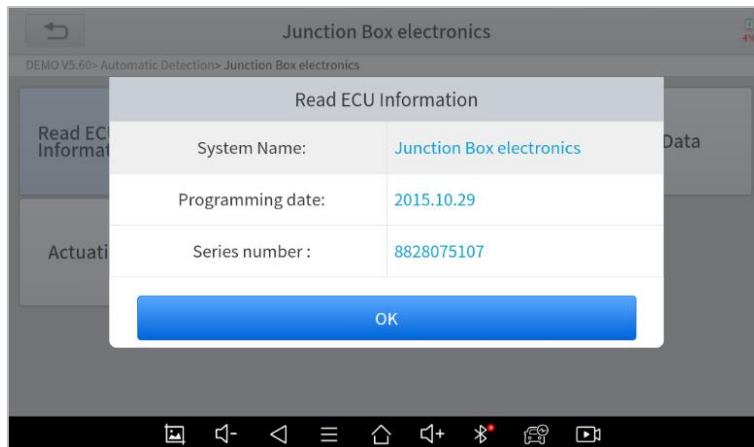 Junction Box electronics
DEMO V5.60> Automatic Detection> Junction Box electronics
Read ECU Information
Read ECU
Informat
Data
System Name: Junction Box electronics
Programming date: 2015.10.29
Actuati
Series number : 8828075107
OK